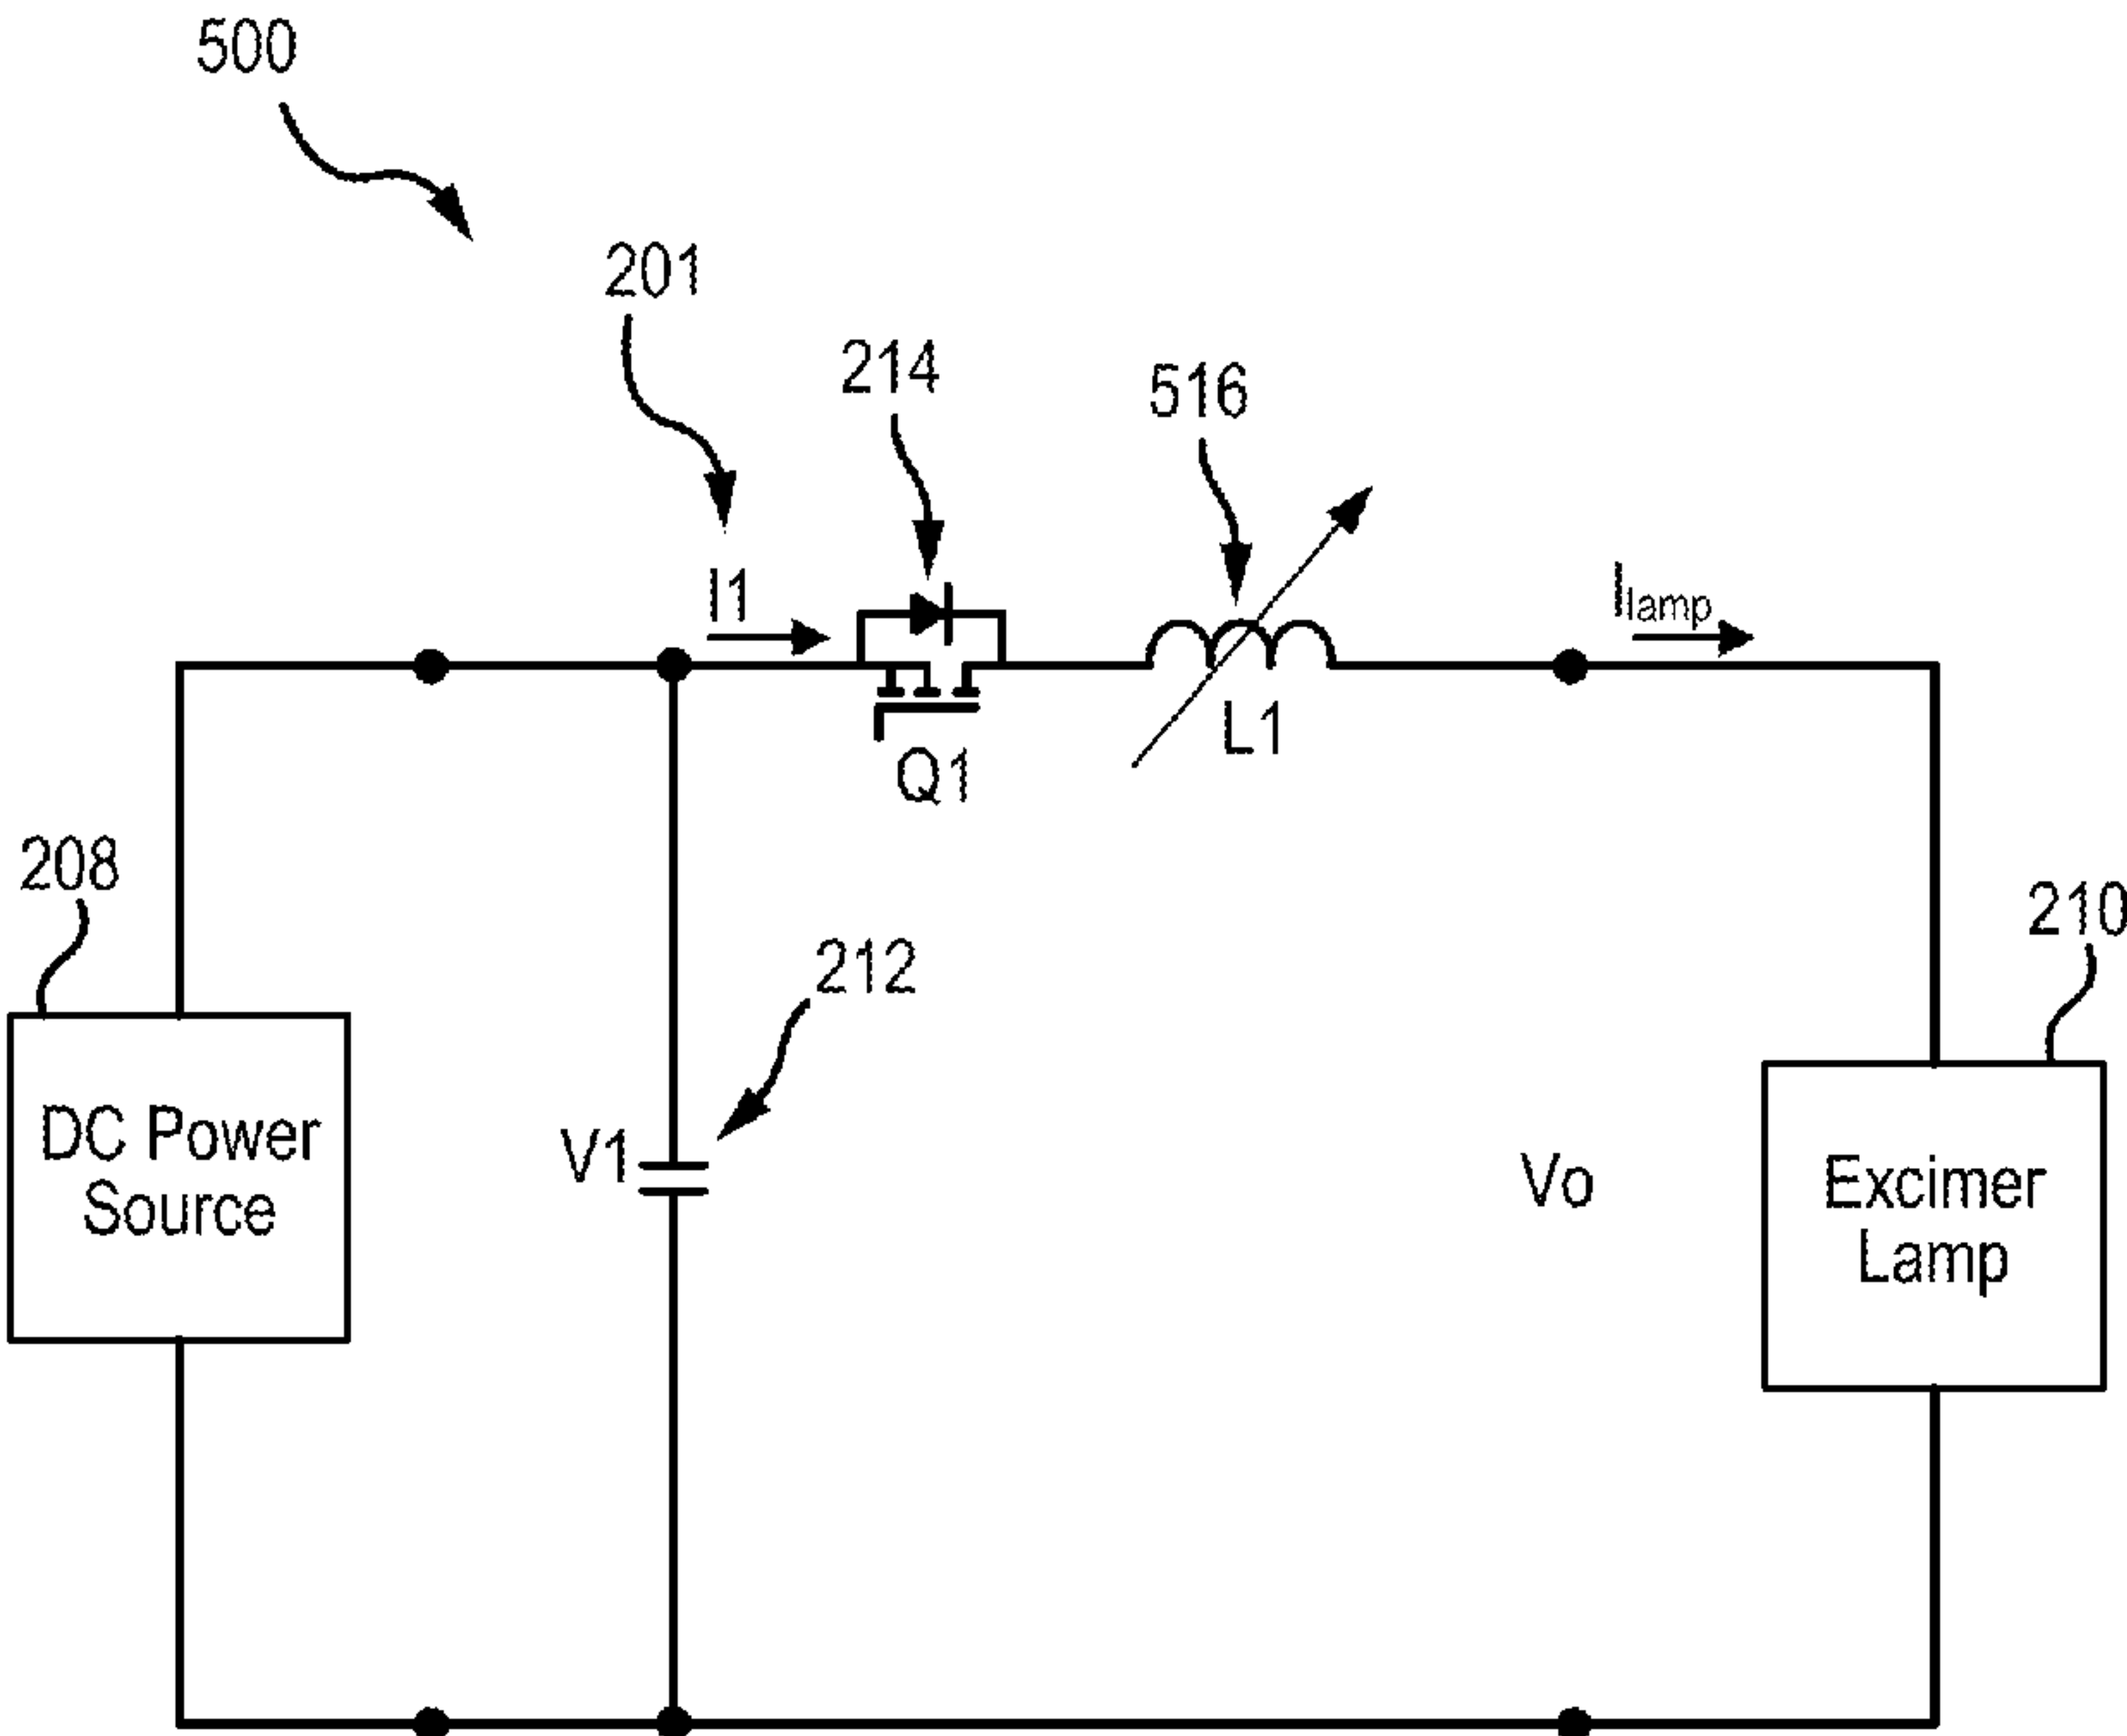 500
201
214
516
I1
Ilamp
Q1
L1
208
210
212
DC Power
Source
V1
Vo
Excimer
Lamp